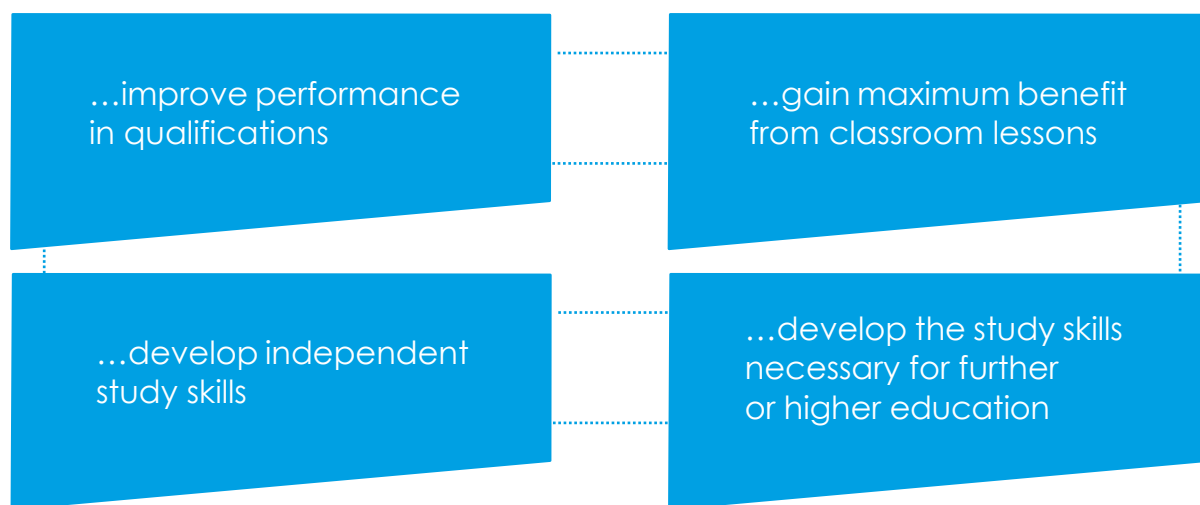 …improve performance
in qualifications
…gain maximum benefit
from classroom lessons
…develop independent
study skills
…develop the study skills
necessary for further
or higher education